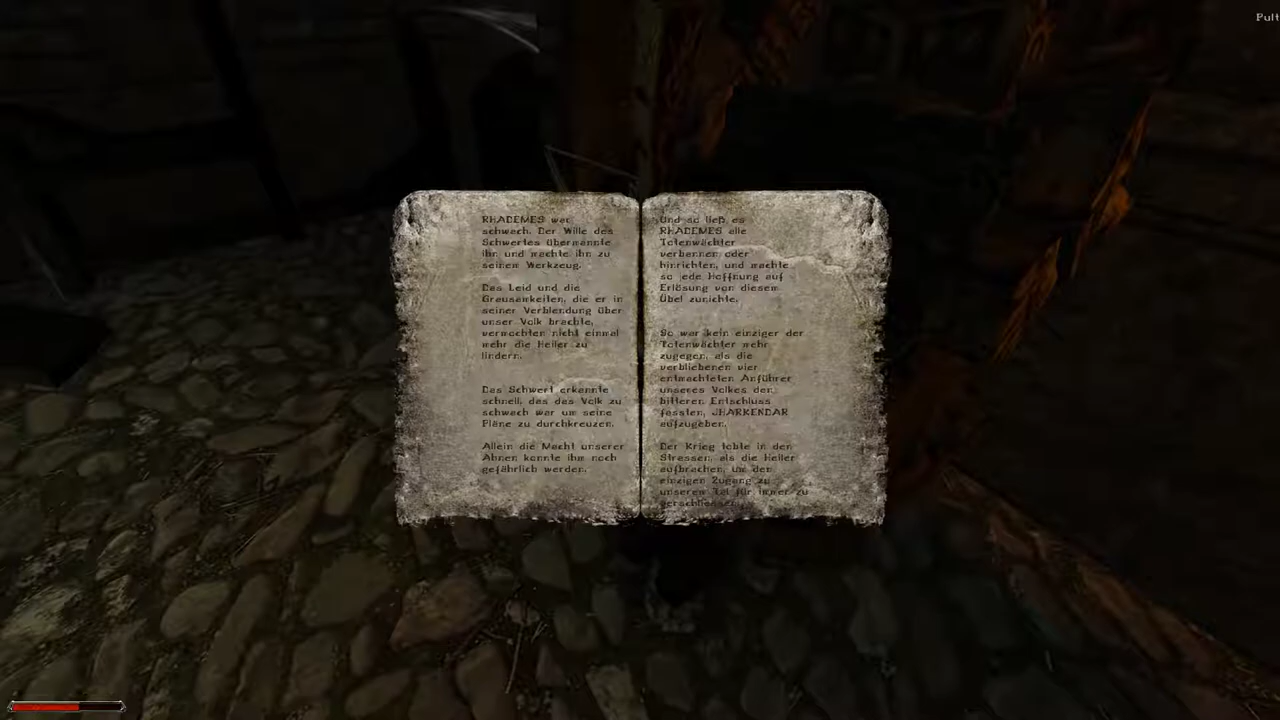 Pult
RHADEMES war
schwach. Der Wille des
Schwertes übermannte
ihn und machte ihn zu
seinem Werkzeug.
Das Leid und die
Grausamkeiten, die er in
seiner Verblendung über
unser Volk brachte,
vermochten nicht einmal
mehr die Heiler zu
lindern.
Das Schwert erkannte
schnell, das das Volk zu
schwach war um seine
Pläne zu durchkreuzen.
Allein die Macht unserer
Ahnen konnte ihm noch
gefährlich werden.
Und so ließ es
RHADEMES alle
Totenwächter
verbannen oder
hinrichten, und machte
so jede Hoffnung auf
Erlösung von diesem
Übel zunichte.
So war kein einziger der
Totenwächter mehr
zugegen, als die
verbliebenen vier
entmachteten Anführer
unseres Volkes den
bitteren Entschluss
fassten, JHARKENDAR
aufzugeben.
Der Krieg tobte in den
Strassen, als die Heiler
aufbrachen, um den
einzigen Zugang zu
unserem Tal für immer zu
verschliessen.